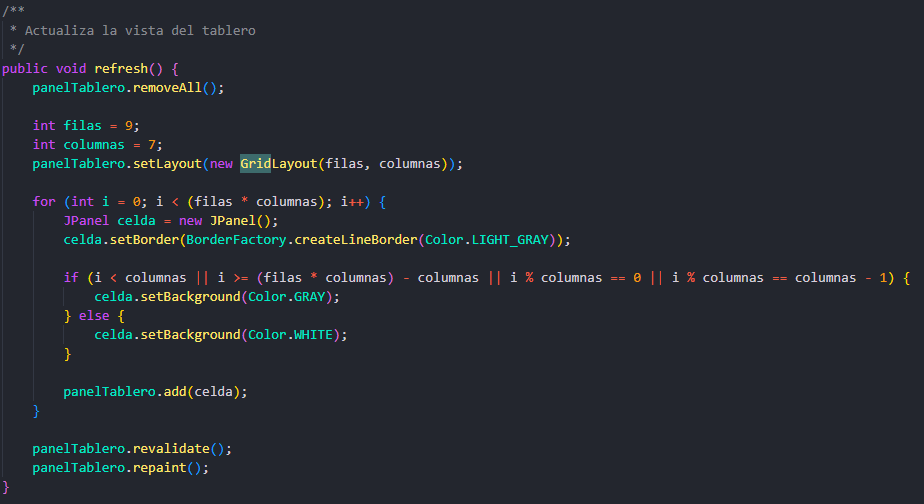 /**
 * Actualiza la vista del tablero
 */
public void refresh() {
    panelTablero.removeAll();

    int filas = 9;
    int columnas = 7;
    panelTablero.setLayout(new GridLayout(filas, columnas));

    for (int i = 0; i < (filas * columnas); i++) {
        JPanel celda = new JPanel();
        celda.setBorder(BorderFactory.createLineBorder(Color.LIGHT_GRAY));

        if (i < columnas || i >= (filas * columnas) - columnas || i % columnas == 0 || i % columnas == columnas - 1) {
            celda.setBackground(Color.GRAY);
        } else {
            celda.setBackground(Color.WHITE);
        }

        panelTablero.add(celda);
    }

    panelTablero.revalidate();
    panelTablero.repaint();
}